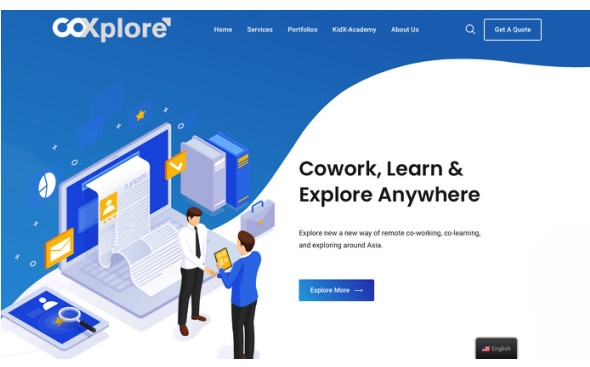 COXplore
Home Services Portfolios KidX-Academy About Us
Get A Quote
Cowork, Learn &
Explore Anywhere
Explore new a new way of remote co-working, co-learning,
and exploring around Asia.
Explore More →
English